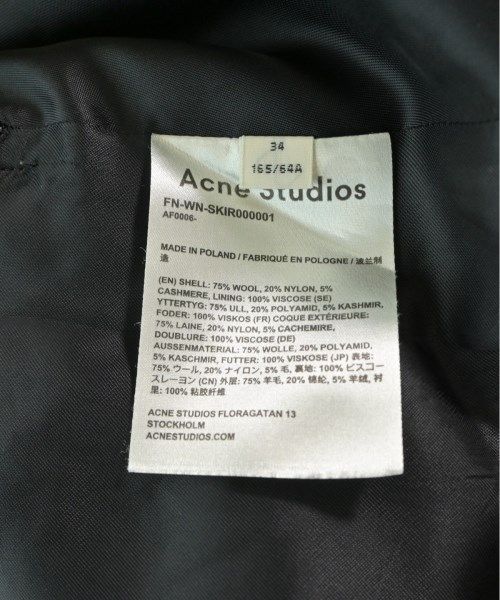 34
165/64A
Acne Studios
FN-WN-SKIR000001
AF0006-
MADE IN POLAND / FABRIQUÉ EN POLOGNE / 波兰制
造
(EN) SHELL: 75% WOOL, 20% NYLON, 5%
CASHMERE, LINING: 100% VISCOSE (SE)
YTTERTYG: 75% ULL, 20% POLYAMID, 5% KASHMIR,
FODER: 100% VISKOS (FR) COQUE EXTÉRIEURE:
75% LAINE, 20% NYLON, 5% CACHEMIRE,
DOUBLURE: 100% VISCOSE (DE)
AUSSENMATERIAL: 75% WOLLE, 20% POLYAMID,
5% KASCHMIR, FUTTER: 100% VISKOSE (JP) 表地:
75% ウール, 20% ナイロン, 5% 毛, 裏地: 100% ビスコー
スレーヨン (CN) 外层: 75% 羊毛, 20% 锦纶, 5% 羊绒, 衬
里: 100% 粘胶纤维
ACNE STUDIOS FLORAGATAN 13
STOCKHOLM
ACNESTUDIOS.COM